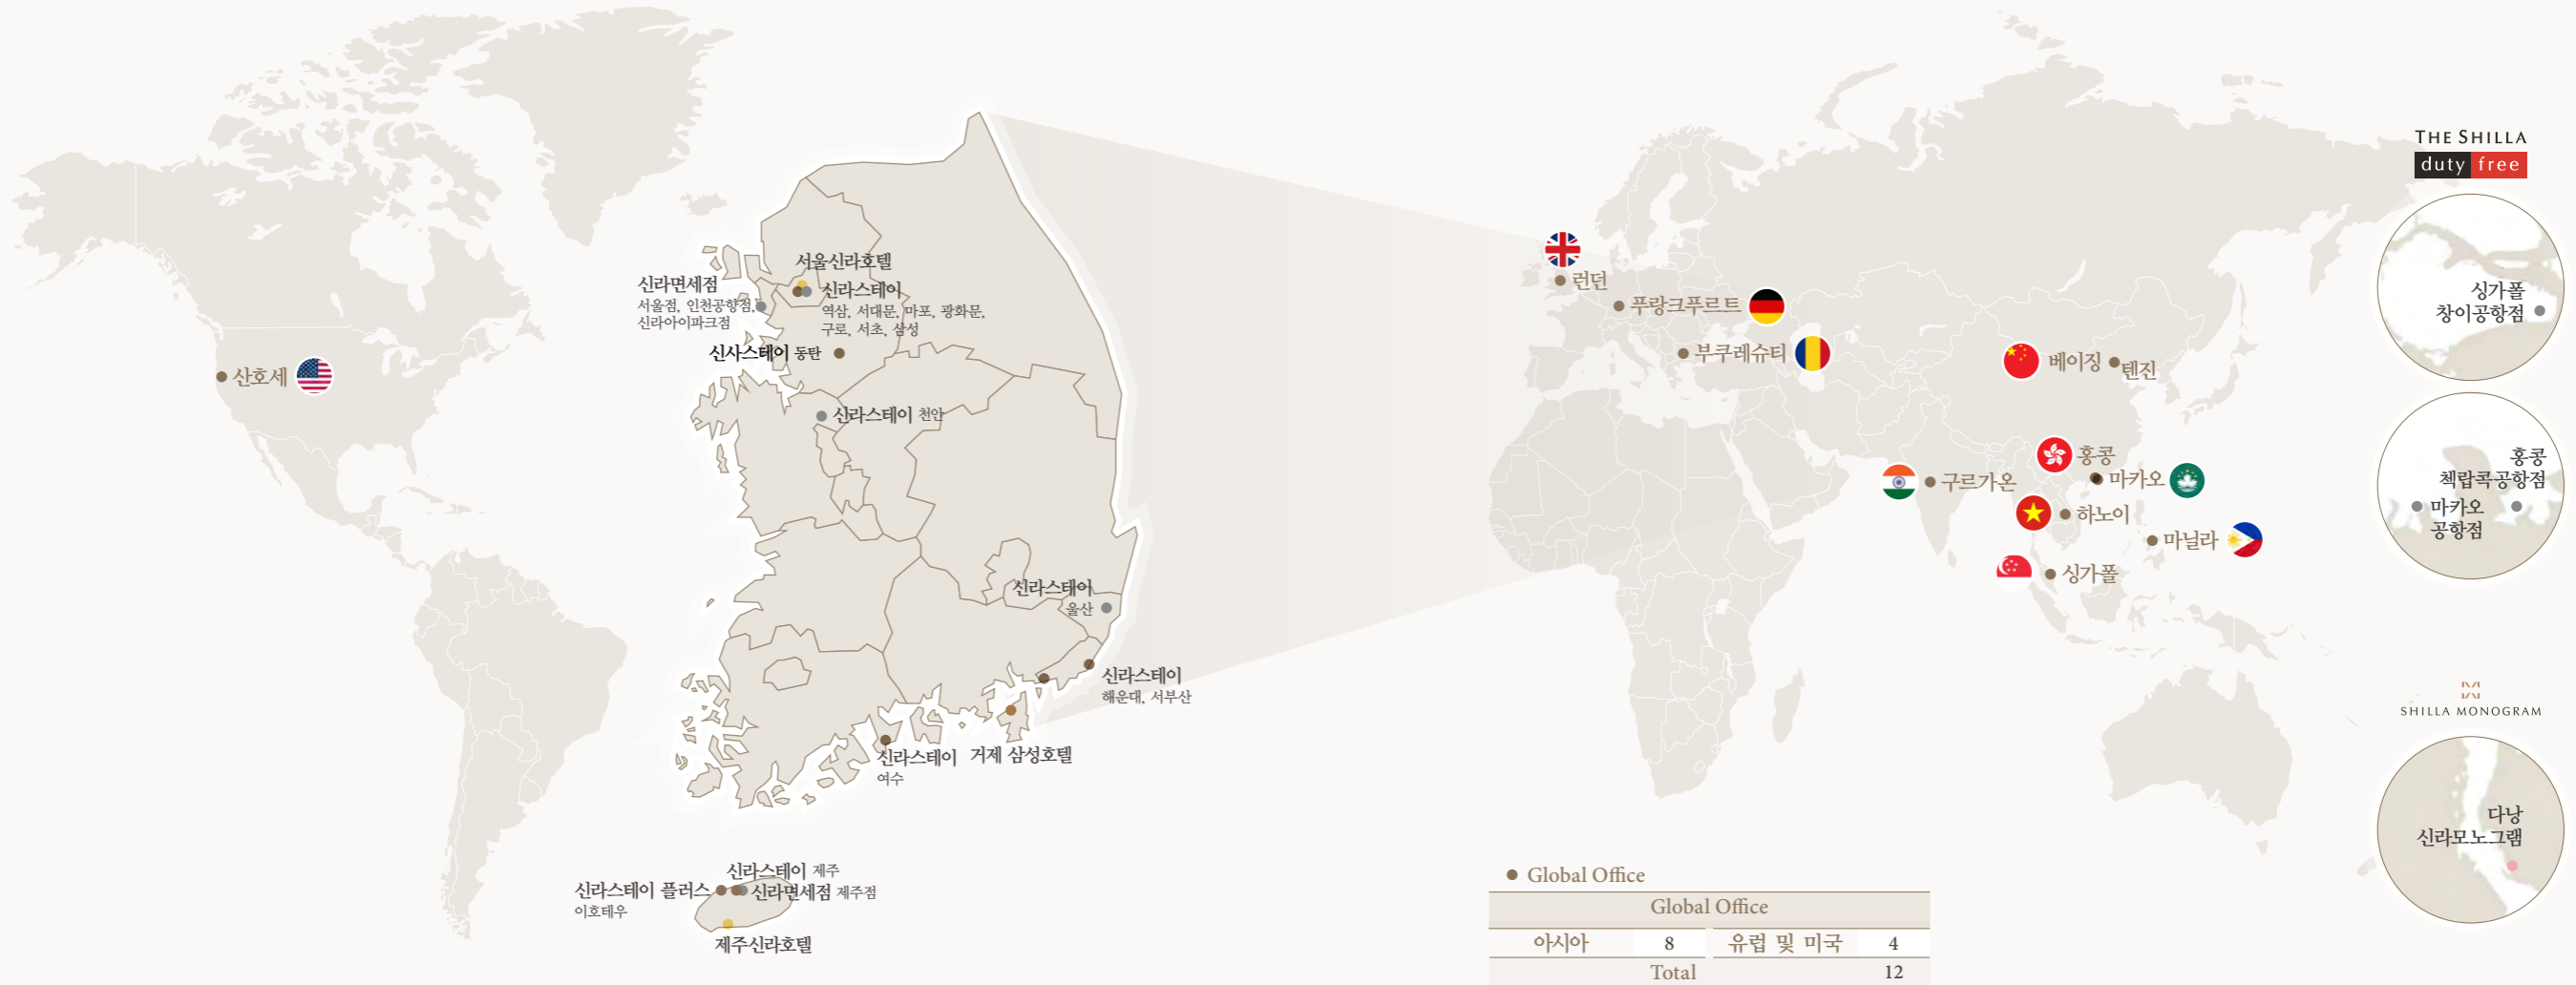 산호세
서울신라호텔
신라면세점
서울점, 인천공항점,
신라아이파크점
신라스테이
역삼, 서대문, 마포, 광화문,
구로, 서초, 삼성
신사스테이 동탄
신라스테이 천안
신라스테이
울산
신라스테이
해운대, 서부산
신라스테이
여수
거제 삼성호텔
신라스테이 제주
신라스테이 플러스
이호테우
신라면세점 제주점
제주신라호텔
런던
푸랑크푸르트
부쿠레슈티
베이징
텐진
홍콩
마카오
구르가온
하노이
마닐라
싱가폴
THE SHILLA
duty free
싱가폴
창이공항점
홍콩
첵랍콕공항점
마카오
공항점
SHILLA MONOGRAM
다낭
신라모노그램
Global Office
Global Office
아시아 8 유럽 및 미국 4
Total 12